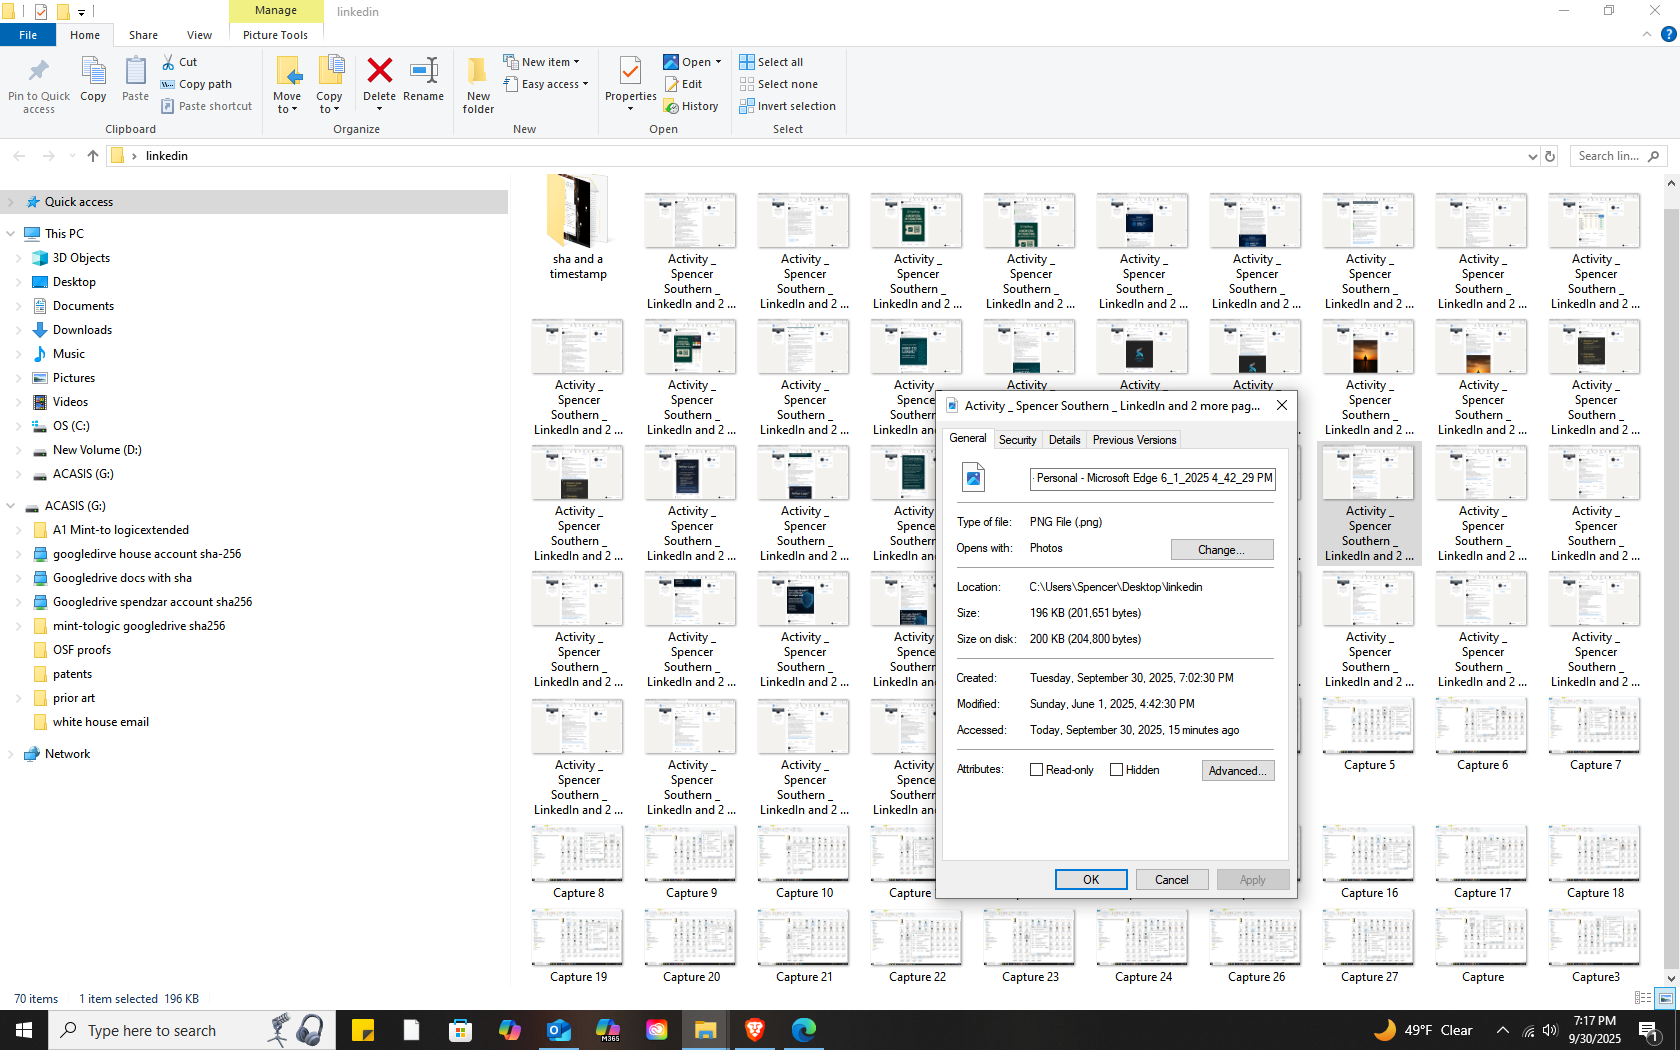 Manage
linkedin
File
Home
Share
View
Picture Tools
Pin to Quick access
Copy
Paste
Cut
Copy path
Paste shortcut
Clipboard
Move to
Copy to
Delete
Rename
Organize
New folder
New item
Easy access
New
Properties
Open
Edit
History
Open
Select all
Select none
Invert selection
Select
linkedin
Search lin...
Quick access
This PC
3D Objects
Desktop
Documents
Downloads
Music
Pictures
Videos
OS (C:)
New Volume (D:)
ACASIS (G:)
ACASIS (G:)
A1 Mint-to logicextended
googledirve house account sha-256
Googledrive docs with sha
Googledrive spendzar account sha256
mint-tologic googledrive sha256
OSF proofs
patents
prior art
white house email
Network
sha and a timestamp
Activity _ Spencer Southern _ LinkedIn and 2 ...
Activity _ Spencer Southern _ LinkedIn and 2 ...
Activity _ Spencer Southern _ LinkedIn and 2 ...
Activity _ Spencer Southern _ LinkedIn and 2 ...
Activity _ Spencer Southern _ LinkedIn and 2 ...
Activity _ Spencer Southern _ LinkedIn and 2 ...
Activity _ Spencer Southern _ LinkedIn and 2 ...
Activity _ Spencer Southern _ LinkedIn and 2 ...
Activity _ Spencer Southern _ LinkedIn and 2 ...
Activity _ Spencer Southern _ LinkedIn and 2 ...
Activity _ Spencer Southern _ LinkedIn and 2 ...
Activity _ Spencer Southern _ LinkedIn and 2 ...
Activity _ Spencer Southern _ LinkedIn and 2
Activity _
Activity _
Activity _
Activity _ Spencer Southern _ LinkedIn and 2 ...
Activity _ Spencer Southern _ LinkedIn and 2 ...
Activity _ Spencer Southern _ LinkedIn and 2 ...
Activity _ Spencer Southern _ LinkedIn and 2 ...
Activity _ Spencer Southern _ LinkedIn and 2 ...
Activity _ Spencer Southern _ LinkedIn and 2 ...
Activity Spence Southern LinkedIn and 2
Activity _ Spencer Southern _ LinkedIn and 2 ...
Activity _ Spencer Southern _ LinkedIn and 2 ...
Activity _ Spencer Southern _ LinkedIn and 2 ...
Activity _ Spencer Southern _ LinkedIn and 2 ...
Activity _ Spencer Southern _ LinkedIn and 2 ...
Activity _ Spencer Southern _ LinkedIn and 2 ...
Activity Spence Southern LinkedIn and 2
Activity _ Spencer Southern _ LinkedIn and 2 ...
Activity _ Spencer Southern _ LinkedIn and 2 ...
Activity _ Spencer Southern _ LinkedIn and 2 ...
Activity _ Spencer Southern _ LinkedIn and 2 ...
Activity _ Spencer Southern _ LinkedIn and 2 ...
Activity _ Spencer Southern _ LinkedIn and 2 ...
Activity Spence Southern LinkedIn and 2
Capture 5
Capture 6
Capture 7
Capture 8
Capture 9
Capture 10
Capture
Capture 16
Capture 17
Capture 18
Capture 19
Capture 20
Capture 21
Capture 22
Capture 23
Capture 24
Capture 26
Capture 27
Capture
Capture3
Activity _ Spencer Southern _ LinkedIn and 2 more pag...
General
Security
Details
Previous Versions
Personal - Microsoft Edge 6_1_2025 4_42_29 PM
Type of file: PNG File (.png)
Opens with: Photos
Change...
Location: C:\Users\Spencer\Desktop\linkedin
Size: 196 KB (201,651 bytes)
Size on disk: 200 KB (204,800 bytes)
Created: Tuesday, September 30, 2025, 7:02:30 PM
Modified: Sunday, June 1, 2025, 4:42:30 PM
Accessed: Today, September 30, 2025, 15 minutes ago
Attributes: Read-only Hidden
Advanced...
OK
Cancel
Apply
70 items 1 item selected 196 KB
Type here to search
M365
49°F Clear
7:17 PM
9/30/2025
1